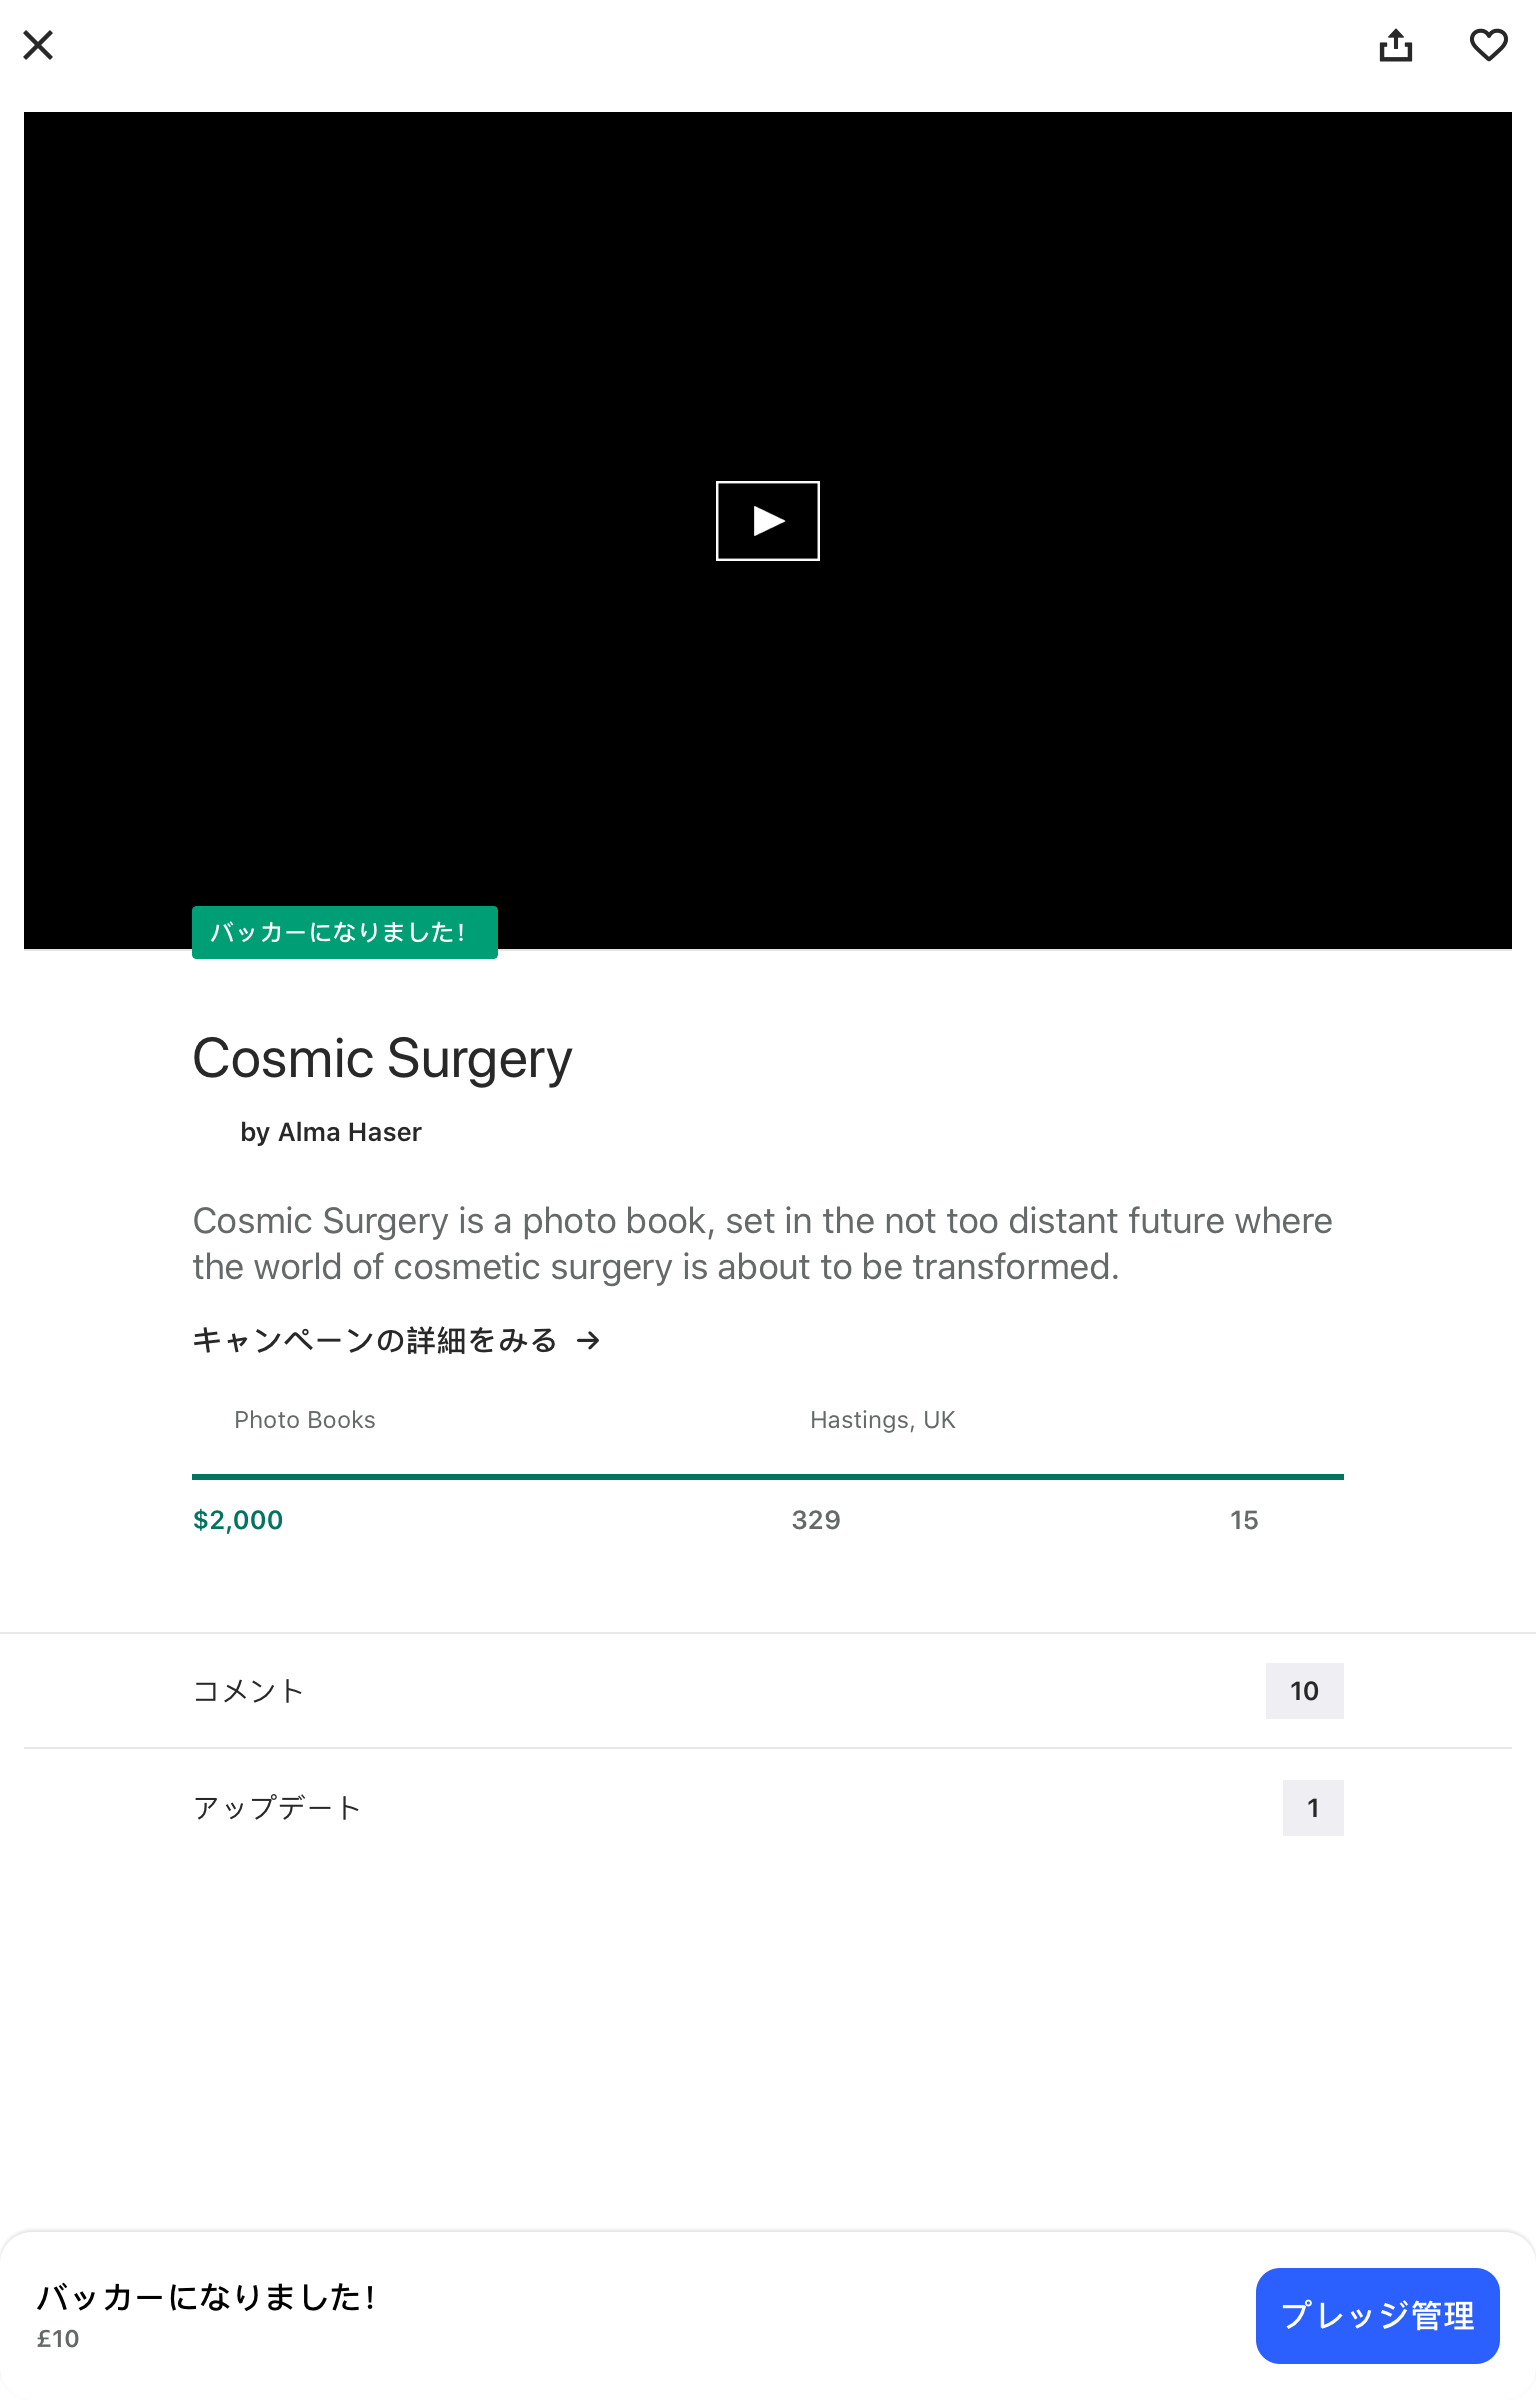 バッカーになりました!
Cosmic Surgery
by Alma Haser
Cosmic Surgery is a photo book, set in the not too distant future where
the world of cosmetic surgery is about to be transformed.
キャンペーンの詳細をみる →
Photo Books
Hastings, UK
$2,000
329
15
コメント
10
アップデート
1
バッカーになりました!
£10
プレッジ管理